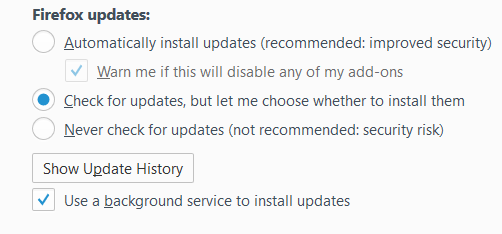 Firefox updates:
Automatically install updates (recommended: improved security)
Warn me if this will disable any of my add-ons
Check for updates, but let me choose whether to install them
Never check for updates (not recommended: security risk)
Show Update History
Use a background service to install updates